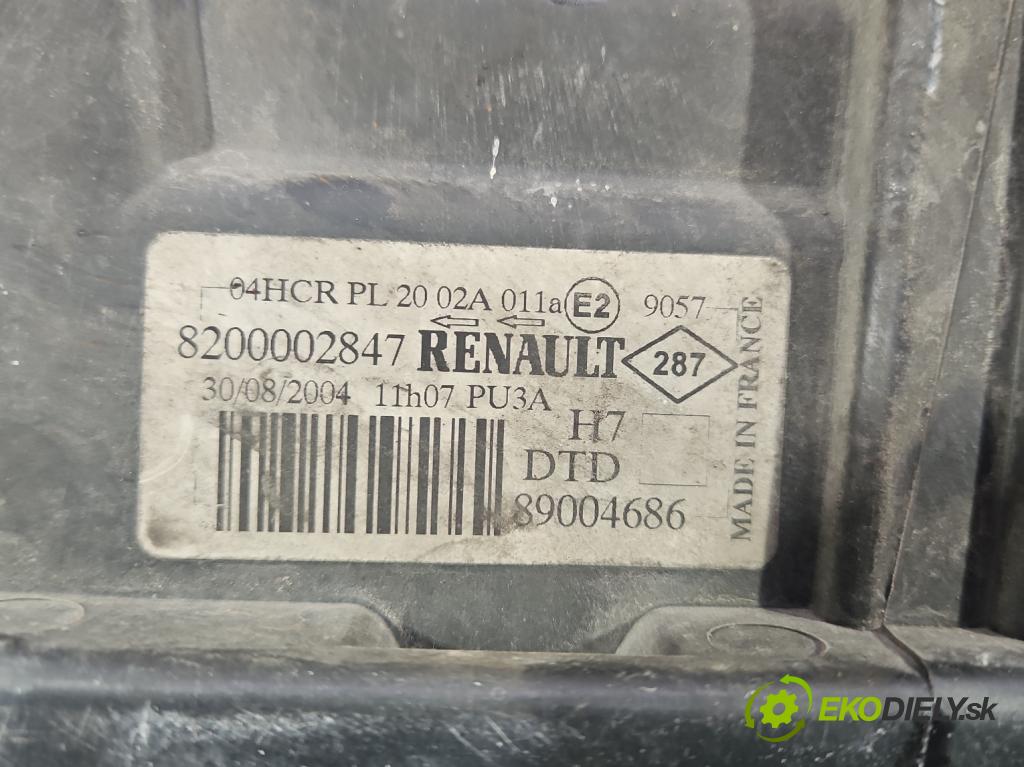 04HCR PL 20 02A 011a E2 9057
8200002847 RENAULT 287
30/08/2004 11h07 PU3A
H7
DTD
89004686
MADE IN FRANCE
EKODIELY.sk